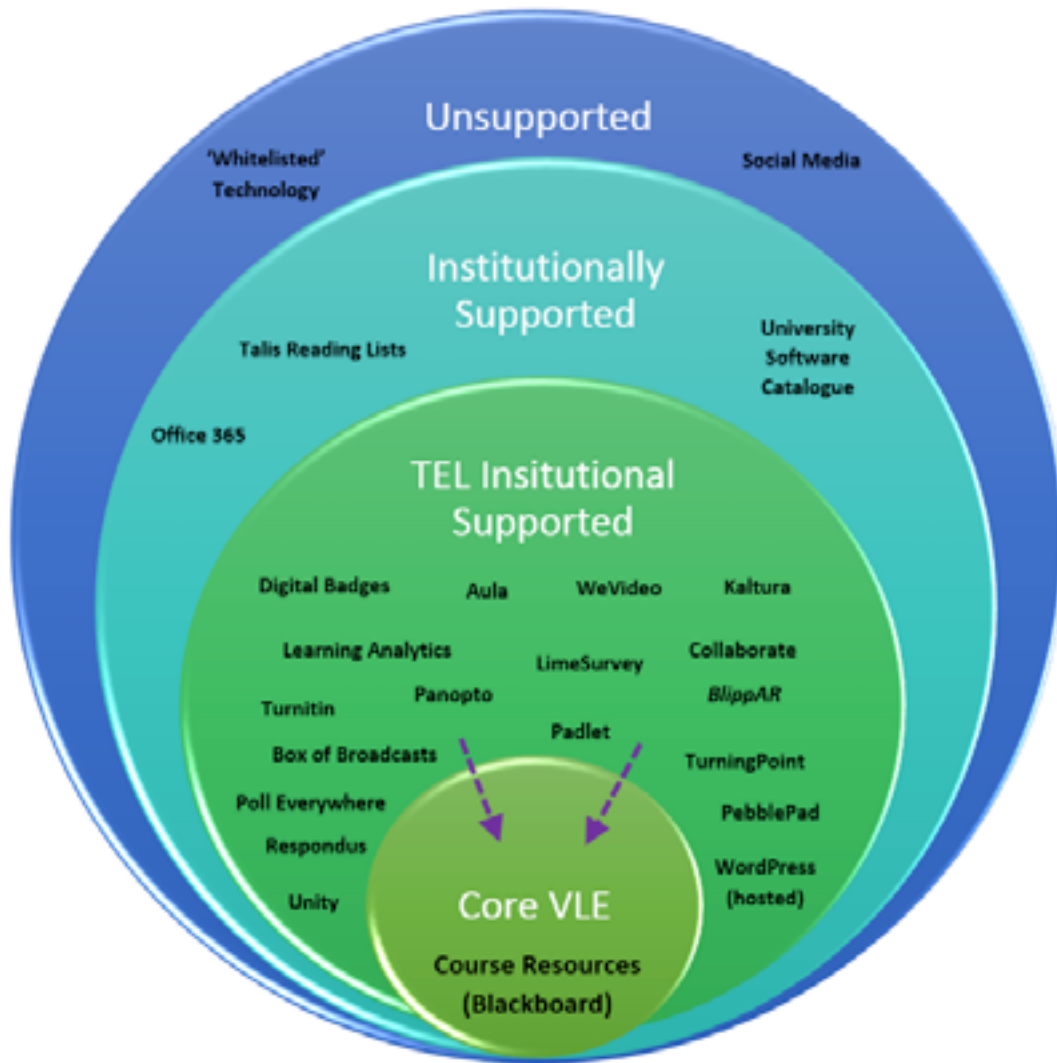 Unsupported
‘Whitelisted’
Technology
Social Media
Institutionally
Supported
Talis Reading Lists
University
Software
Catalogue
Office 365
TEL Insitutional
Supported
Digital Badges
Aula
WeVideo
Kaltura
Learning Analytics
LimeSurvey
Collaborate
Panopto
BlippAR
Turnitin
Padlet
Box of Broadcasts
TurningPoint
Poll Everywhere
PebblePad
Respondus
WordPress
(hosted)
Unity
Core VLE
Course Resources
(Blackboard)